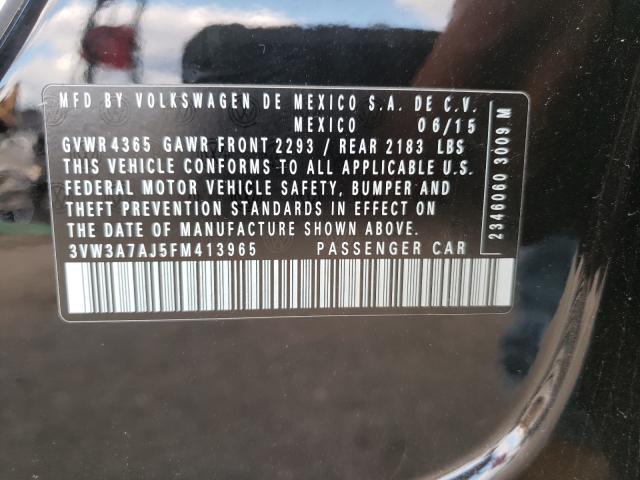 MFD BY VOLKSWAGEN DE MEXICO S.A. DE C.V.
MEXICO 06/15
GVWR 4365 GAWR FRONT 2293 / REAR 2183 LBS
THIS VEHICLE CONFORMS TO ALL APPLICABLE U.S.
FEDERAL MOTOR VEHICLE SAFETY, BUMPER AND
THEFT PREVENTION STANDARDS IN EFFECT ON
THE DATE OF MANUFACTURE SHOWN ABOVE.
3VW3A7AJ5FM413965 PASSENGER CAR
2346060 3009 M